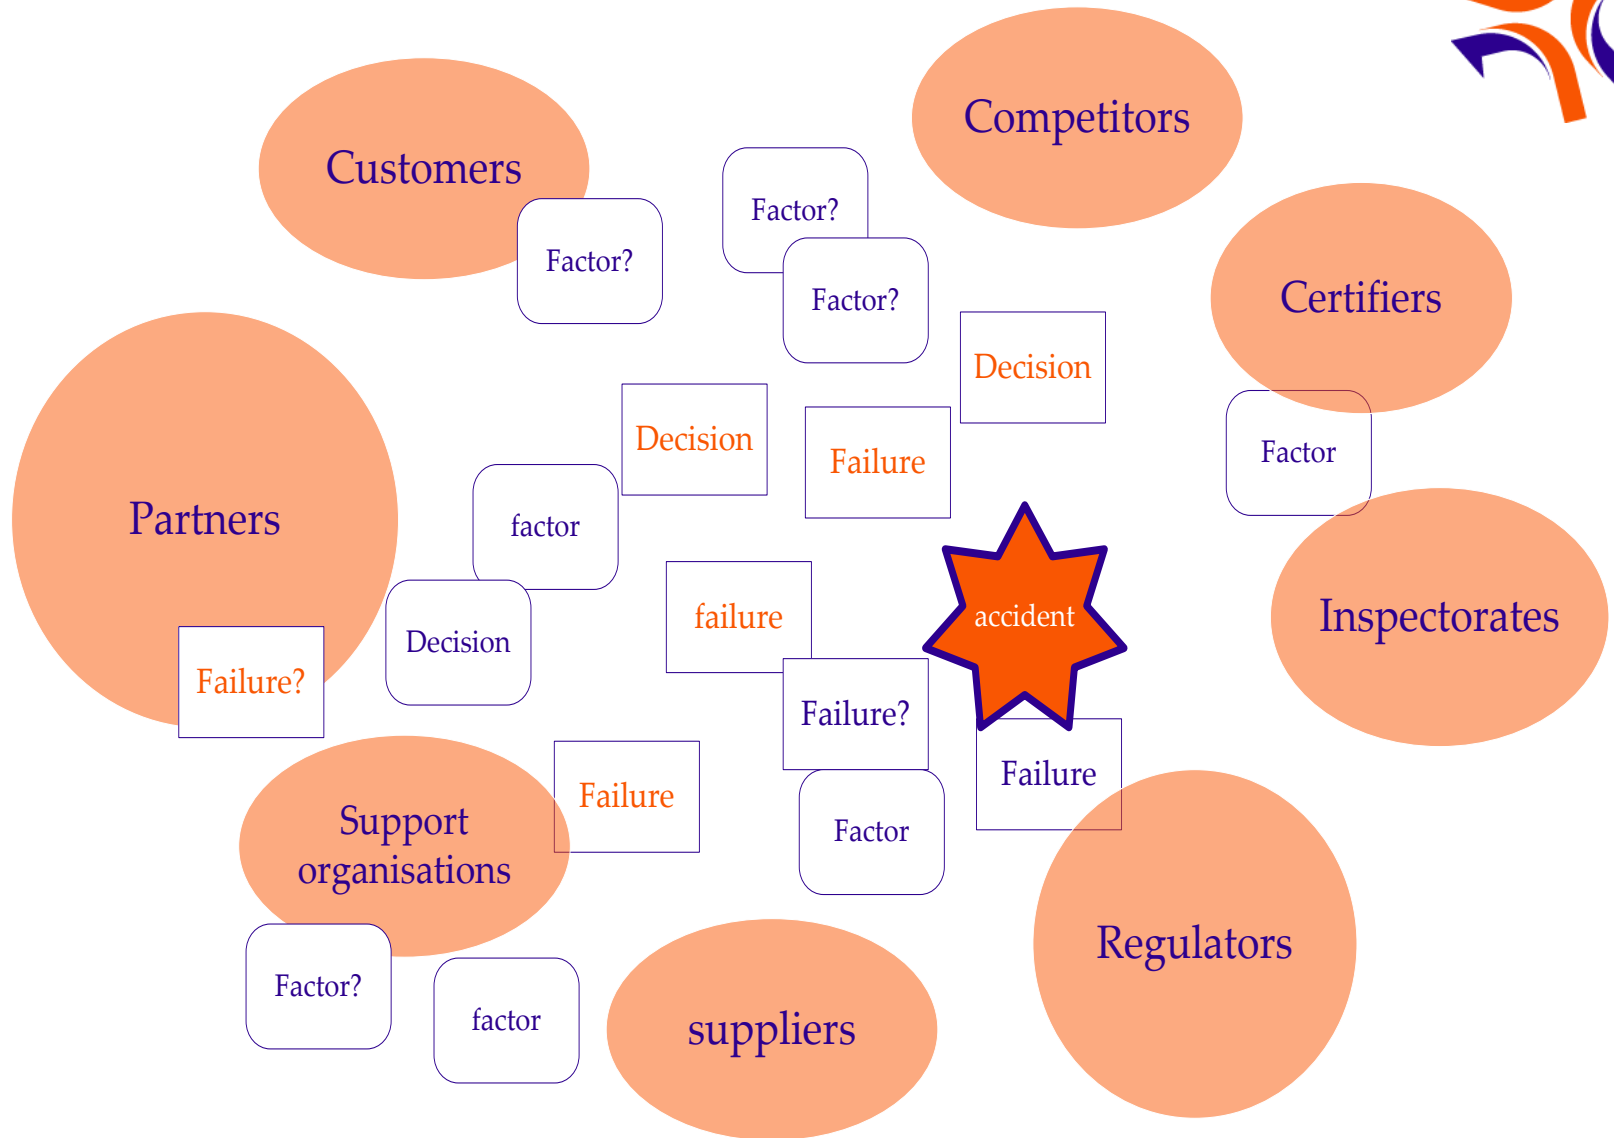 Competitors
Customers
Factor?
Factor?
Factor?
Certifiers
Decision
Decision
Failure
Factor
Partners
factor
failure
accident
Inspectorates
Decision
Failure?
Failure?
Failure
Failure
Support
organisations
Factor
Regulators
Factor?
factor
suppliers